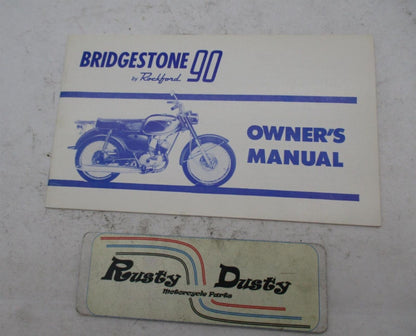 BRIDGESTONE 90
by Rockford
OWNER'S
MANUAL
Rusty Dusty
Motorcycle Parts